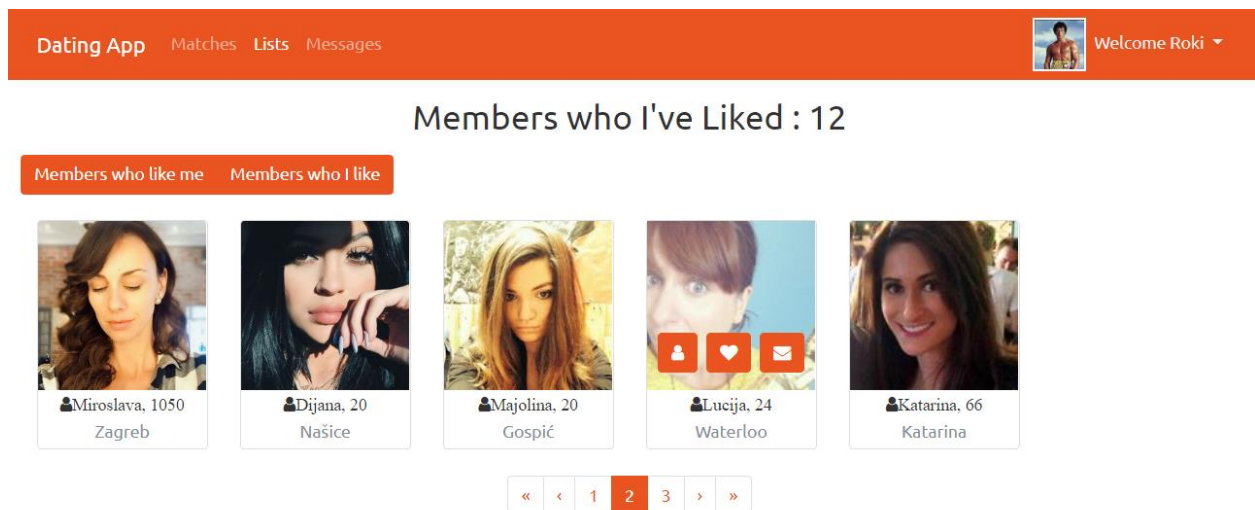 Dating App Matches Lists Messages Welcome Roki
Members who I've Liked : 12
Members who like me Members who I like
Miroslava, 1050 Dijana, 20 Majolina, 20 Lucija, 24 Katarina, 66
Zagreb Našice Gospić Waterloo Katarina
« ‹ 1 2 3 › »